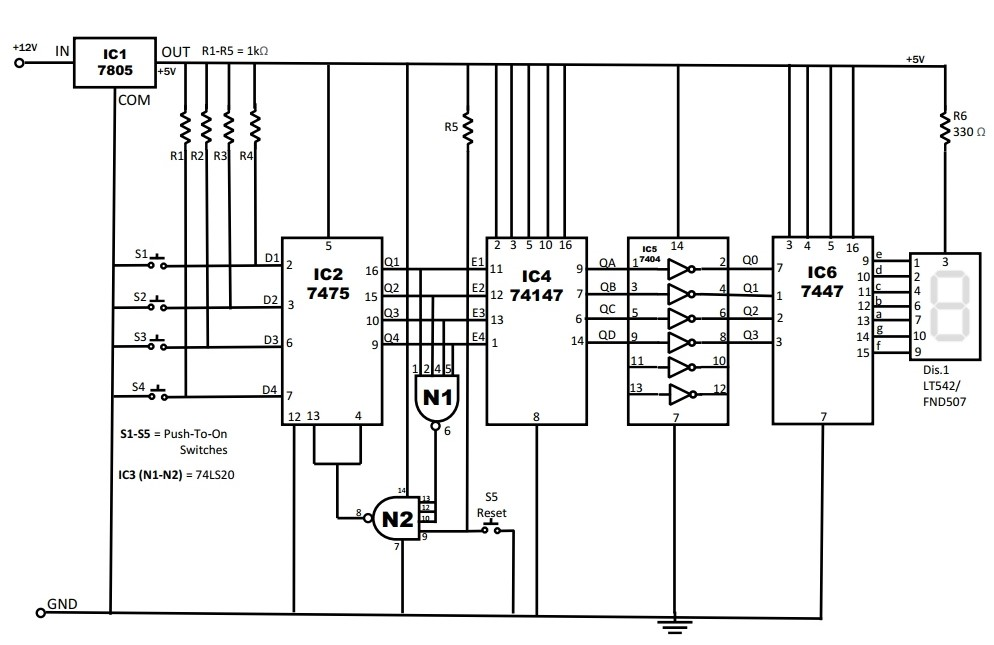 +12V
IN
IC1
7805
OUT
R1-R5 = 1kΩ
+5V
+5V
COM
R1
R2
R3
R4
R5
R6
330 Ω
S1
D1
S2
D2
S3
D3
S4
D4
5
IC2
7475
2
3
6
7
16
15
10
9
12
13
4
Q1
Q2
Q3
Q4
E1
E2
E3
E4
1
2
4
5
N1
6
2
3
5
10
16
IC4
74147
11
12
13
1
9
7
6
14
8
QA
QB
QC
QD
IC5
7404
14
1
2
3
4
5
6
9
8
11
10
13
12
7
Q0
Q1
Q2
Q3
3
4
5
16
IC6
7447
7
1
2
3
9
10
11
12
13
14
15
7
e
d
c
b
a
g
f
3
1
2
4
6
7
10
9
Dis.1
LT542/
FND507
S1-S5 = Push-To-On
Switches
IC3 (N1-N2) = 74LS20
14
13
12
10
9
8
N2
7
S5
Reset
GND